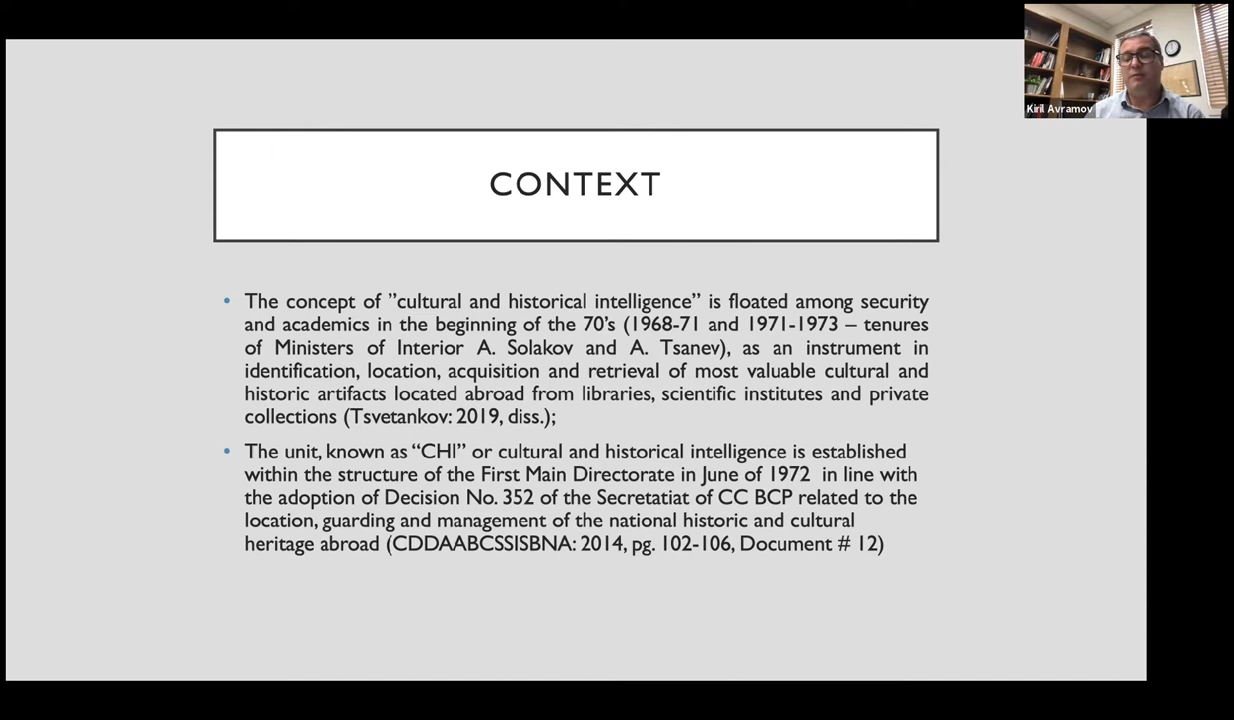 Kiril Avramov
CONTEXT
• The concept of ”cultural and historical intelligence” is floated among security
and academics in the beginning of the 70’s (1968-71 and 1971-1973 – tenures
of Ministers of Interior A. Solakov and A. Tsanev), as an instrument in
identification, location, acquisition and retrieval of most valuable cultural and
historic artifacts located abroad from libraries, scientific institutes and private
collections (Tsvetankov: 2019, diss.);
• The unit, known as “CHI” or cultural and historical intelligence is established
within the structure of the First Main Directorate in June of 1972 in line with
the adoption of Decision No. 352 of the Secretatiat of CC BCP related to the
location, guarding and management of the national historic and cultural
heritage abroad (CDDAABCSSISBNA: 2014, pg. 102-106, Document # 12)